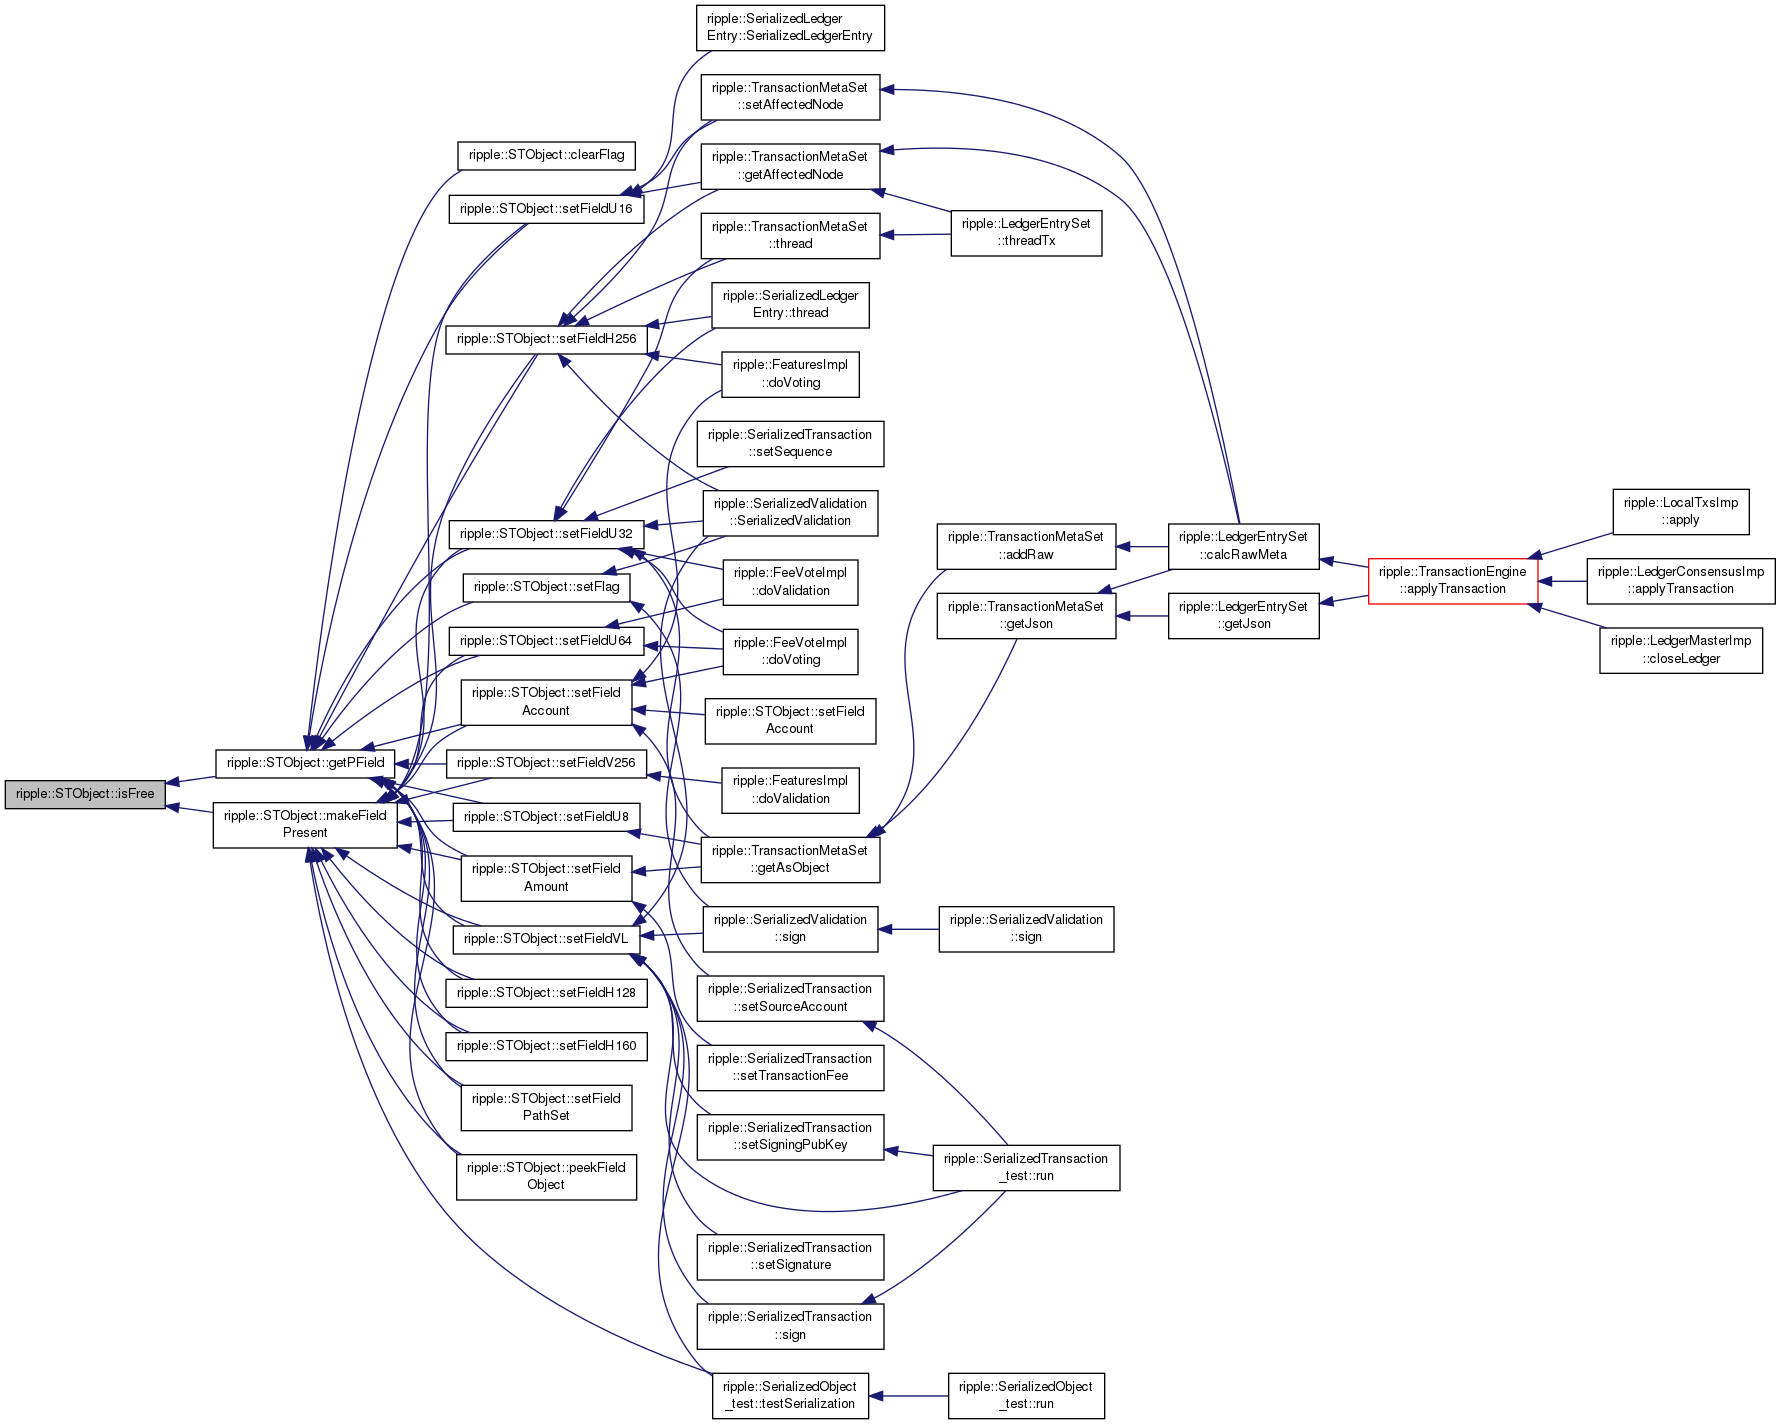 ripple::STObject::isFree
ripple::STObject::getPField
ripple::STObject::makeField
Present
ripple::STObject::clearFlag
ripple::STObject::setFieldU16
ripple::STObject::setFieldH256
ripple::STObject::setFieldU32
ripple::STObject::setFlag
ripple::STObject::setFieldU64
ripple::STObject::setField
Account
ripple::STObject::setFieldV256
ripple::STObject::setFieldU8
ripple::STObject::setField
Amount
ripple::STObject::setFieldVL
ripple::STObject::setFieldH128
ripple::STObject::setFieldH160
ripple::STObject::setField
PathSet
ripple::STObject::peekField
Object
ripple::SerializedLedger
Entry::SerializedLedgerEntry
ripple::TransactionMetaSet
::setAffectedNode
ripple::TransactionMetaSet
::getAffectedNode
ripple::TransactionMetaSet
::thread
ripple::SerializedLedger
Entry::thread
ripple::FeaturesImpl
::doVoting
ripple::SerializedTransaction
::setSequence
ripple::SerializedValidation
::SerializedValidation
ripple::FeeVoteImpl
::doValidation
ripple::FeeVoteImpl
::doVoting
ripple::STObject::setField
Account
ripple::FeaturesImpl
::doValidation
ripple::TransactionMetaSet
::getAsObject
ripple::SerializedValidation
::sign
ripple::SerializedTransaction
::setSourceAccount
ripple::SerializedTransaction
::setTransactionFee
ripple::SerializedTransaction
::setSigningPubKey
ripple::SerializedTransaction
::setSignature
ripple::SerializedTransaction
::sign
ripple::SerializedObject
_test::testSerialization
ripple::LedgerEntrySet
::threadTx
ripple::TransactionMetaSet
::addRaw
ripple::TransactionMetaSet
::getJson
ripple::SerializedValidation
::sign
ripple::SerializedTransaction
_test::run
ripple::SerializedObject
_test::run
ripple::LedgerEntrySet
::calcRawMeta
ripple::LedgerEntrySet
::getJson
ripple::TransactionEngine
::applyTransaction
ripple::LocalTxsImp
::apply
ripple::LedgerConsensusImp
::applyTransaction
ripple::LedgerMasterImp
::closeLedger